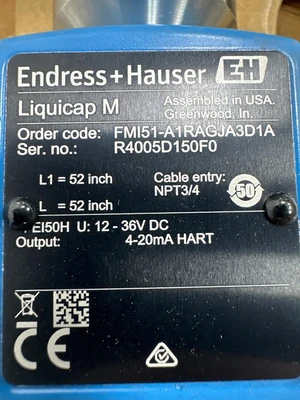 Endress+Hauser EH
Liquicap M
Assembled in USA.
Greenwood. In.
Order code: FMI51-A1RAGJA3D1A
Ser. no.: R4005D150F0
L1 = 52 inch
Cable entry:
NPT3/4
50
L = 52 inch
EI50H U: 12 - 36V DC
Output: 4-20mA HART
CE